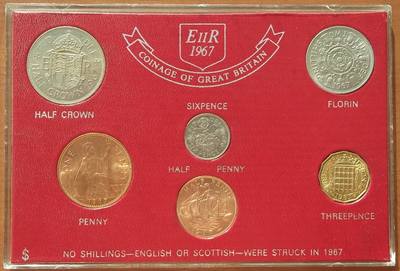 EIIR
1967
COINAGE OF GREAT BRITAIN
HALF CROWN
SIXPENCE
FLORIN
HALF PENNY
PENNY
THREEPENCE
$ NO SHILLINGS—ENGLISH OR SCOTTISH—WERE STRUCK IN 1967